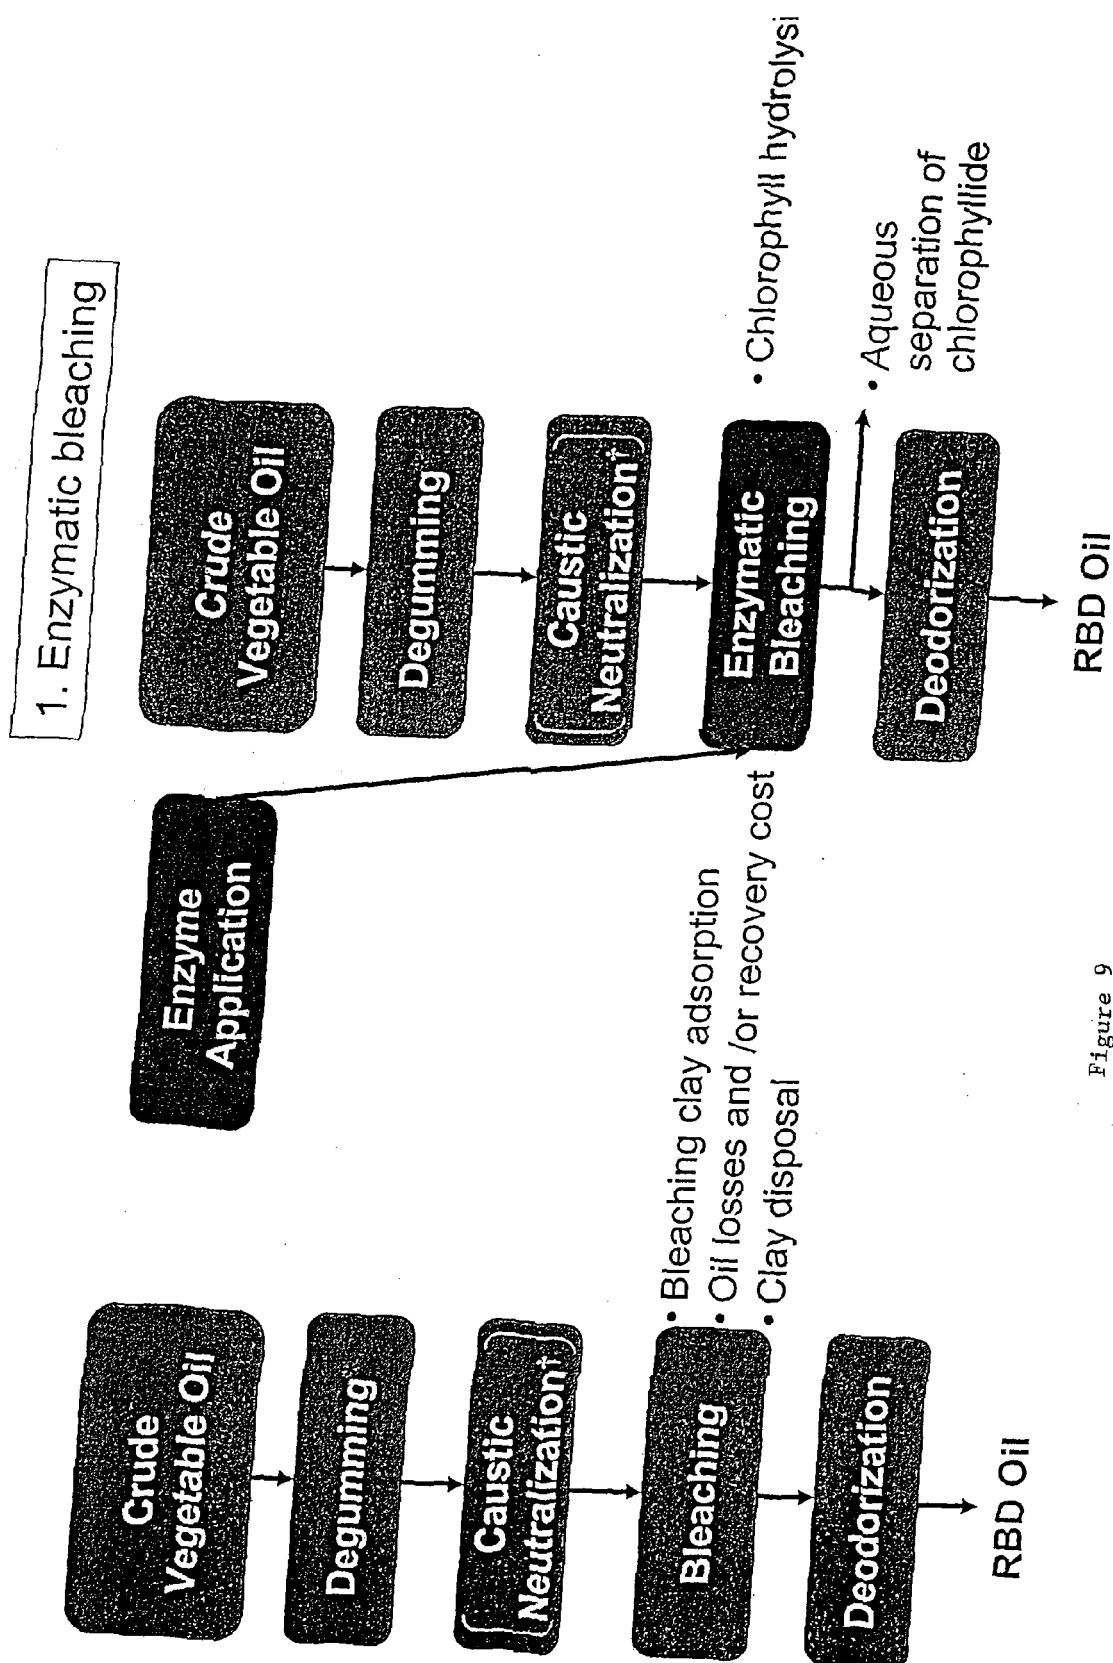 1. Enzymatic bleaching
Crude
Vegetable Oil
Degumming
Caustic
Neutralization†
Bleaching
• Bleaching clay adsorption
• Oil losses and /or recovery cost
• Clay disposal
Deodorization
RBD Oil
Enzyme
Application
Crude
Vegetable Oil
Degumming
Caustic
Neutralization†
Enzymatic
Bleaching
• Chlorophyll hydrolysi
• Aqueous
separation of
chlorophyllide
Deodorization
RBD Oil
Figure 9